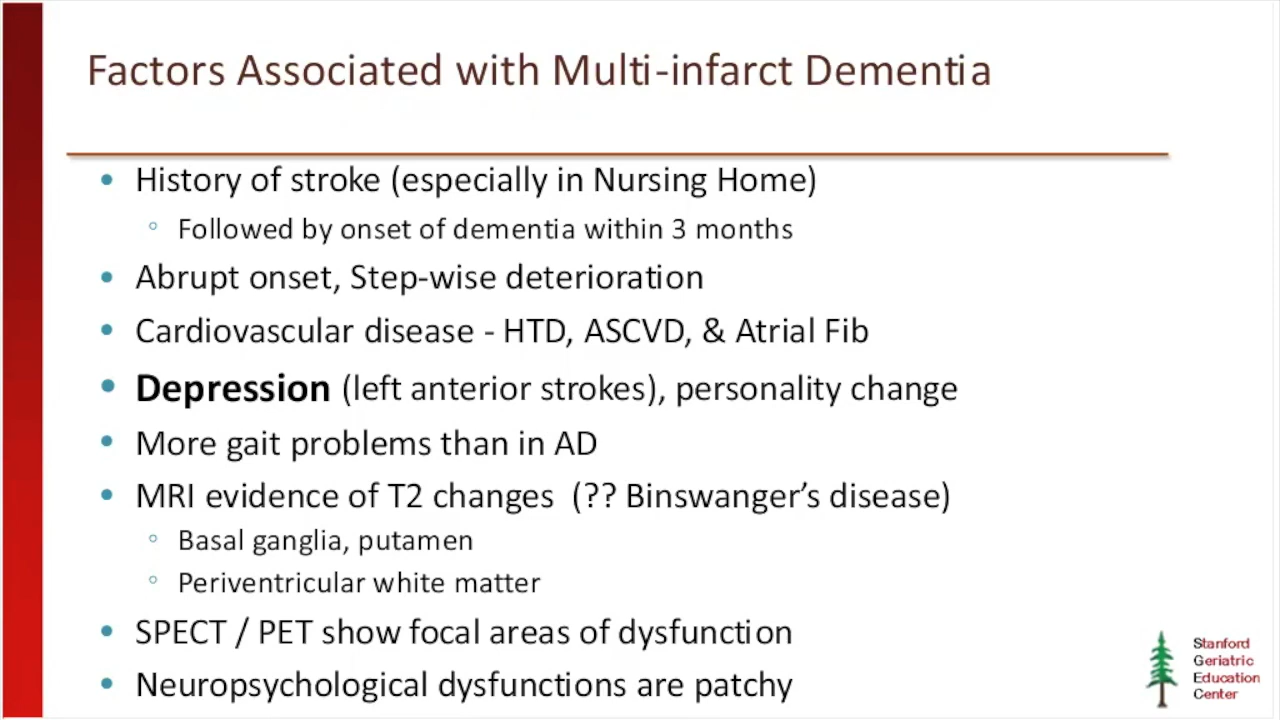 Factors Associated with Multi-infarct Dementia
• History of stroke (especially in Nursing Home)
◦ Followed by onset of dementia within 3 months
• Abrupt onset, Step-wise deterioration
• Cardiovascular disease - HTD, ASCVD, & Atrial Fib
• Depression (left anterior strokes), personality change
• More gait problems than in AD
• MRI evidence of T2 changes (?? Binswanger’s disease)
◦ Basal ganglia, putamen
◦ Periventricular white matter
• SPECT / PET show focal areas of dysfunction
• Neuropsychological dysfunctions are patchy
Stanford
Geriatric
Education
Center